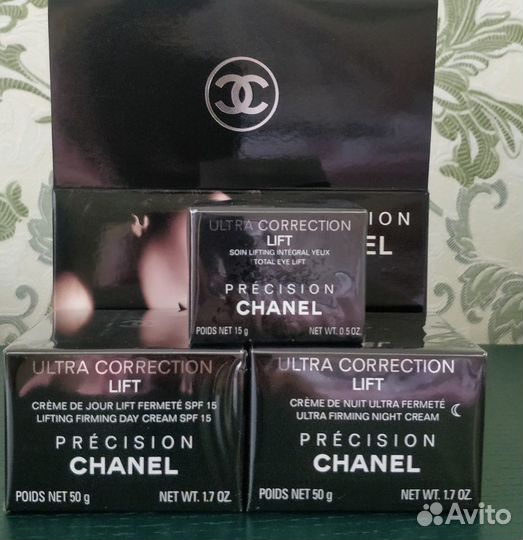 ÉCISION
EL
ULTRA CORRECTION
LIFT
SOIN LIFTING INTÉGRAL YEUX
TOTAL EYE LIFT
PRÉCISION
CHANEL
POIDS NET 15 g NET WT. 0.5 OZ.
ULTRA CORRECTION
LIFT
CRÈME DE JOUR LIFT FERMETÉ SPF 15
LIFTING FIRMING DAY CREAM SPF 15
PRÉCISION
CHANEL
POIDS NET 50 g NET WT. 1.7 OZ.
ULTRA CORRECTION
LIFT
CRÈME DE NUIT ULTRA FERMETÉ
ULTRA FIRMING NIGHT CREAM
PRÉCISION
CHANEL
POIDS NET 50 g NET WT. 1.7 OZ.
Avito